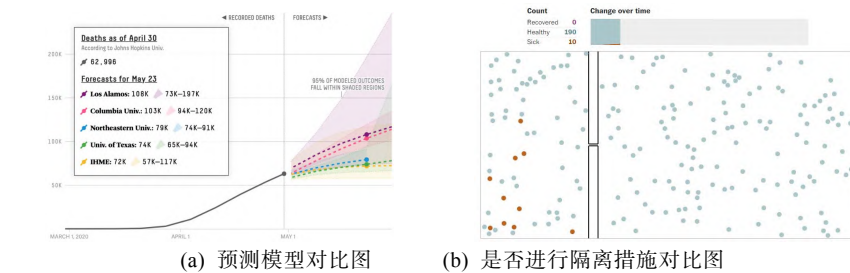 ◄ RECORDED DEATHS
FORECASTS ►
Deaths as of April 30
According to Johns Hopkins Univ.
62,996
Forecasts for May 23
Los Alamos: 108K 73K–197K
Columbia Univ.: 103K 94K–120K
Northeastern Univ.: 79K 74K–91K
Univ. of Texas: 74K 65K–94K
IHME: 72K 57K–117K
95% OF MODELED OUTCOMES
FALL WITHIN SHADED REGIONS
200K
150K
100K
50K
MARCH 1, 2020
APRIL 1
MAY 1
(a) 预测模型对比图
Count
Recovered 0
Healthy 190
Sick 10
Change over time
(b) 是否进行隔离措施对比图